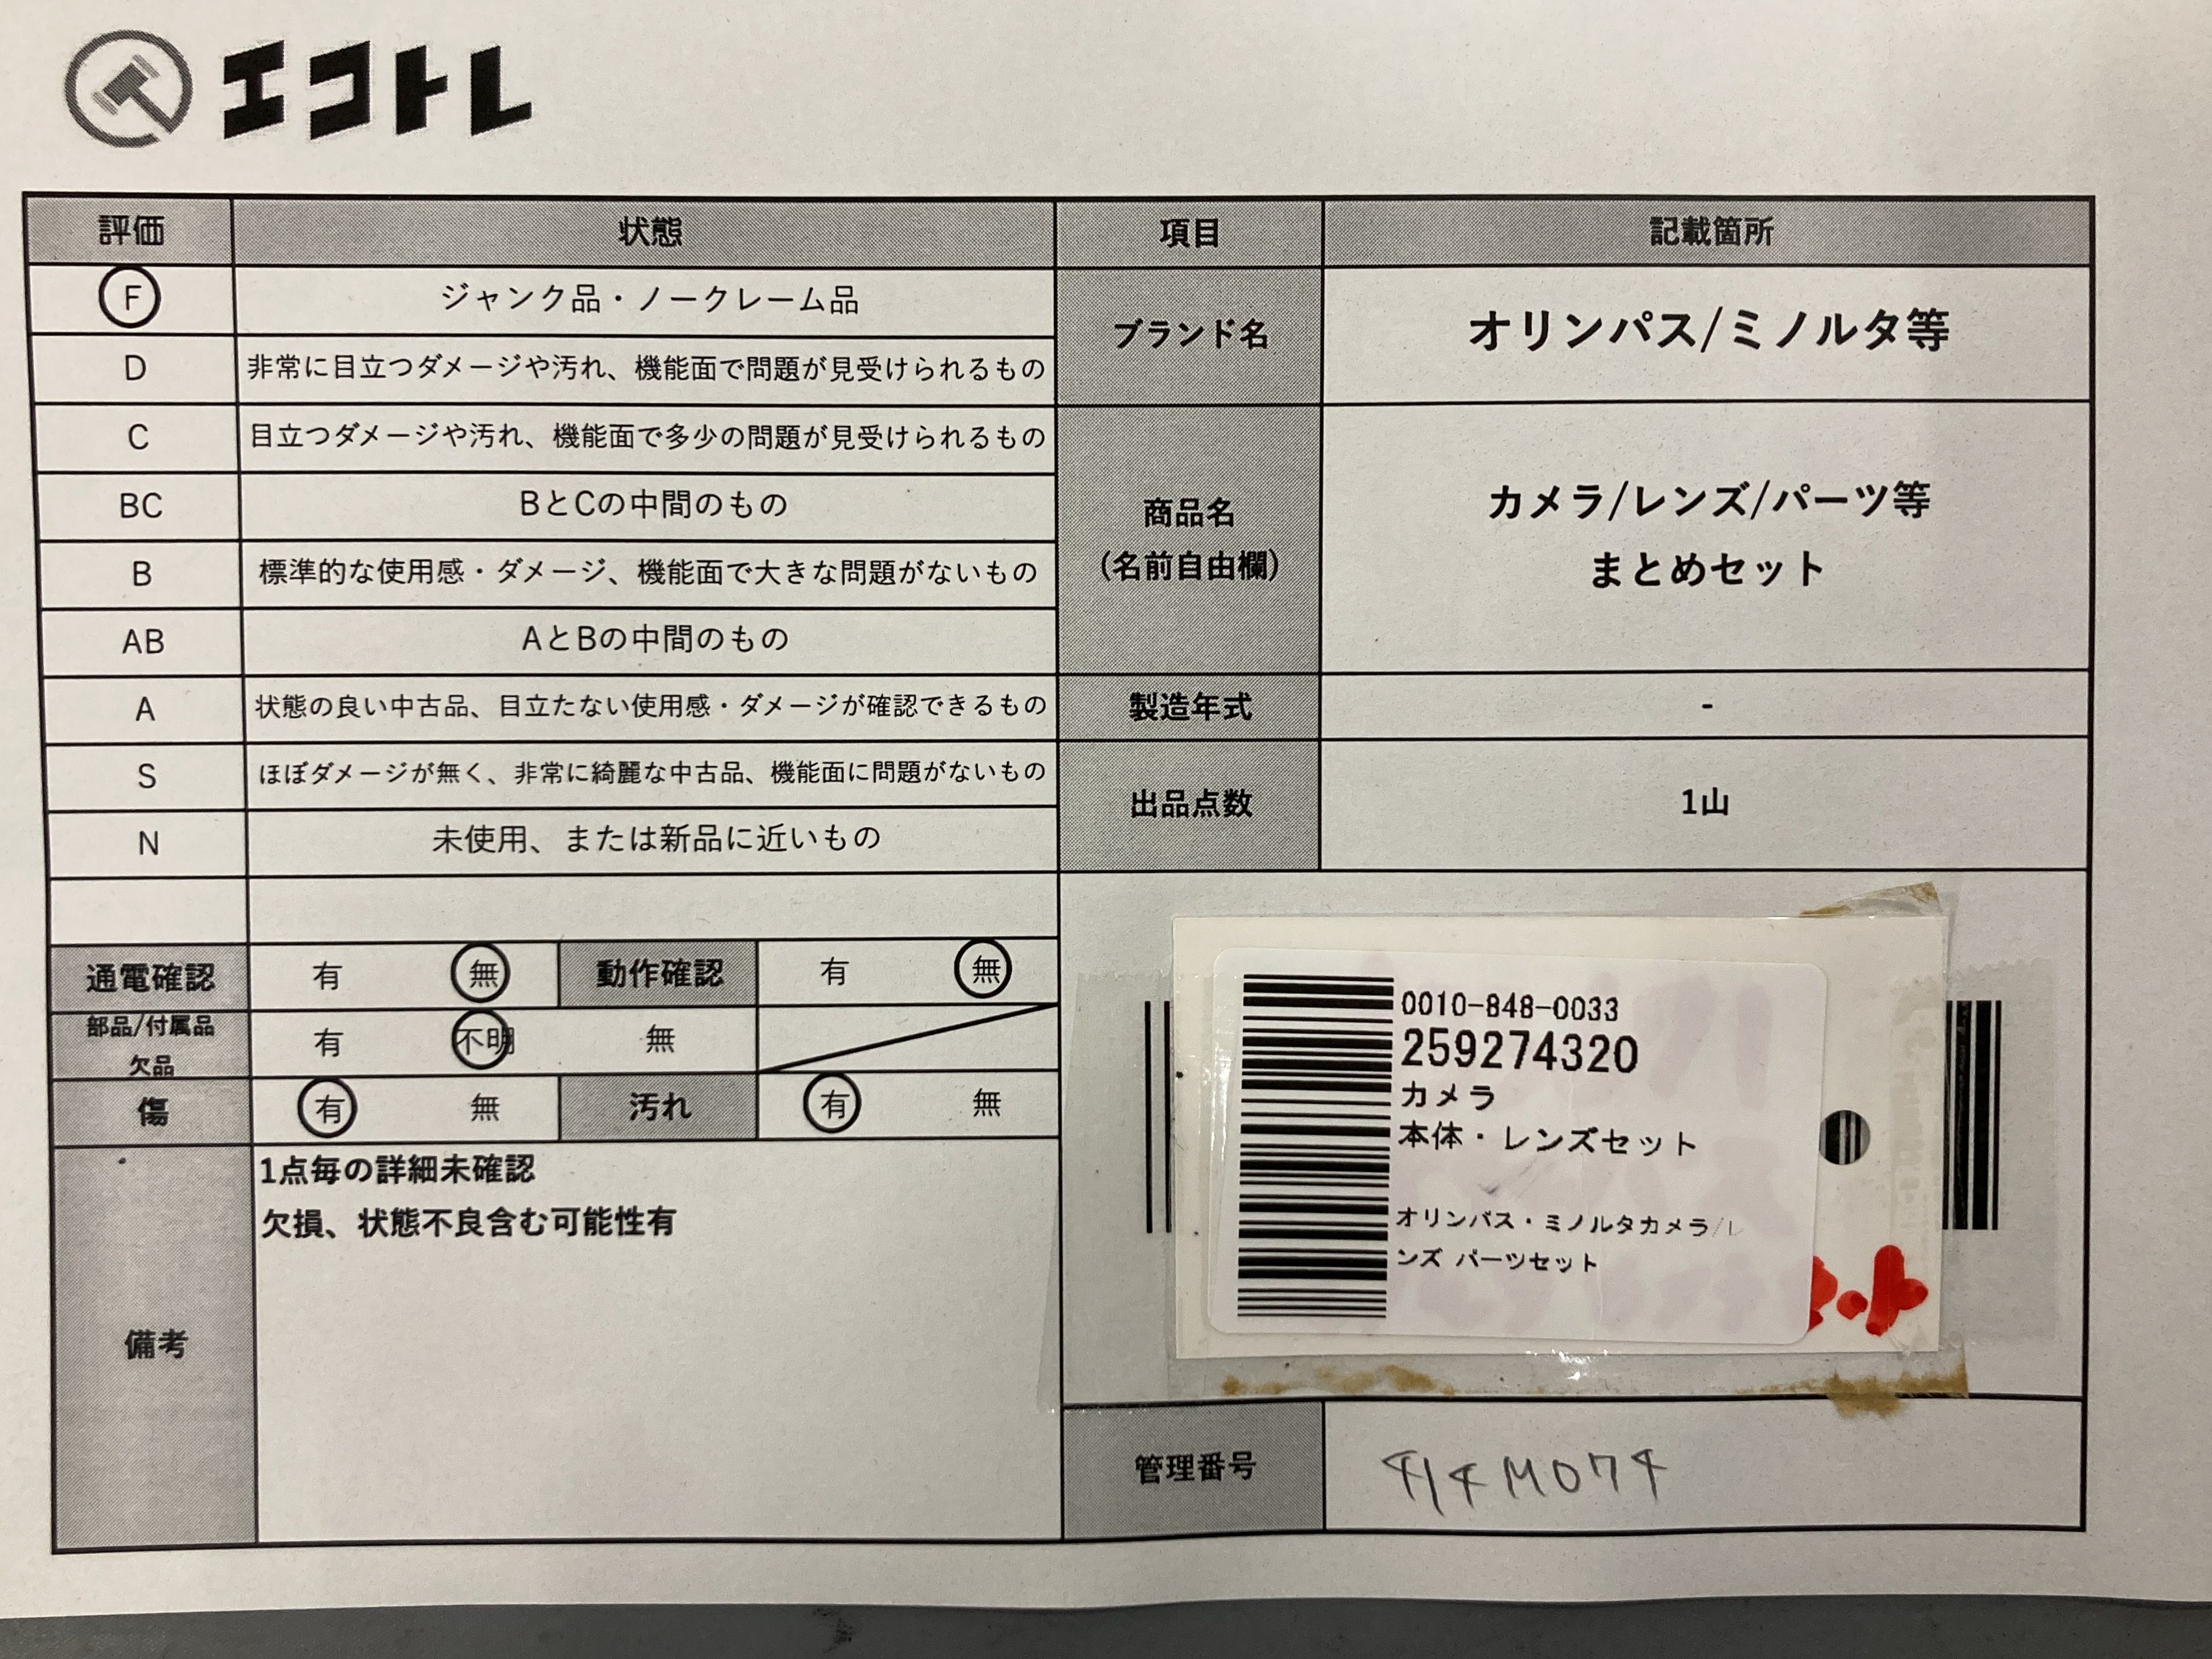 エコトレ
評価 状態 項目 記載箇所
F ジャンク品・ノークレーム品
D 非常に目立つダメージや汚れ、機能面で問題が見受けられるもの
C 目立つダメージや汚れ、機能面で多少の問題が見受けられるもの
BC BとCの中間のもの
B 標準的な使用感・ダメージ、機能面で大きな問題がないもの
AB AとBの中間のもの
A 状態の良い中古品、目立たない使用感・ダメージが確認できるもの
S ほぼダメージが無く、非常に綺麗な中古品、機能面に問題がないもの
N 未使用、または新品に近いもの
ブランド名 オリンパス/ミノルタ等
商品名
(名前自由欄)
カメラ/レンズ/パーツ等
まとめセット
製造年式 -
出品点数 1山
通電確認 有 無 動作確認 有 無
部品/付属品
欠品
有 不明 無
傷 有 無 汚れ 有 無
備考
1点毎の詳細未確認
欠損、状態不良含む可能性有
0010-848-0033
259274320
カメラ
本体・レンズセット
オリンパス・ミノルタカメラ/レ
ンズ パーツセット
ット
管理番号